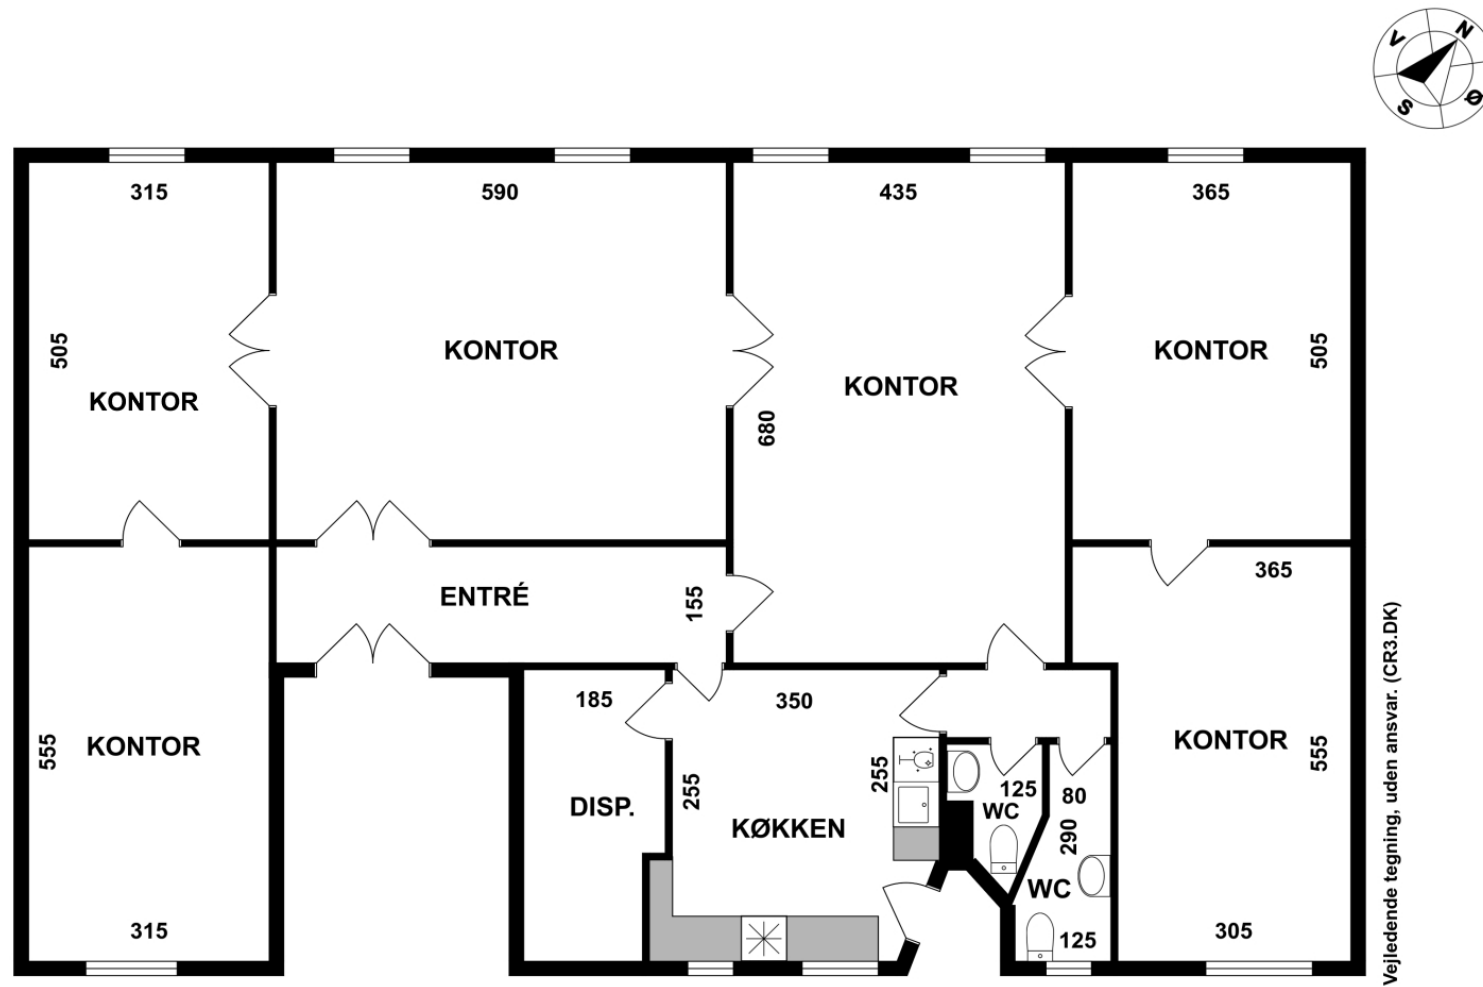 N
V
Ø
S
315
590
435
365
505
KONTOR
KONTOR
KONTOR
680
KONTOR
505
ENTRÉ
155
365
555
KONTOR
315
185
DISP.
350
255
255
KØKKEN
125
WC
80
290
WC
125
KONTOR
555
305
Vejledende tegning, uden ansvar. (CR3.DK)